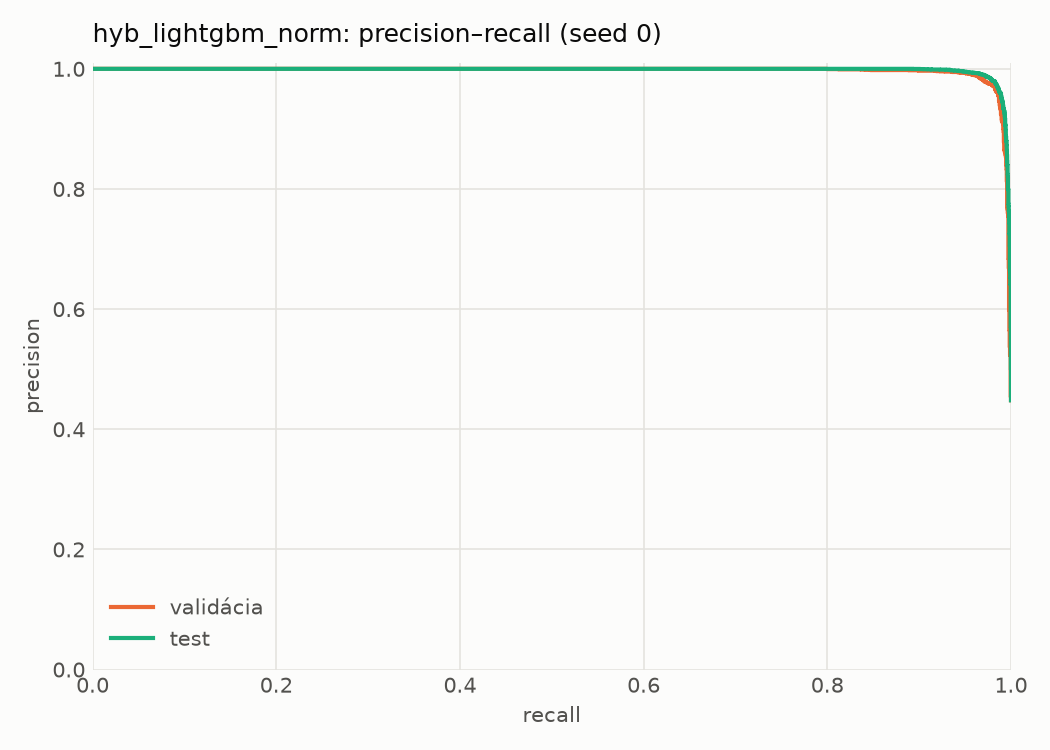 hyb_lightgbm_norm: precision–recall (seed 0)
1.0
0.8
0.6
0.4
0.2
0.0
precision
validácia
test
0.0 0.2 0.4 0.6 0.8 1.0
recall